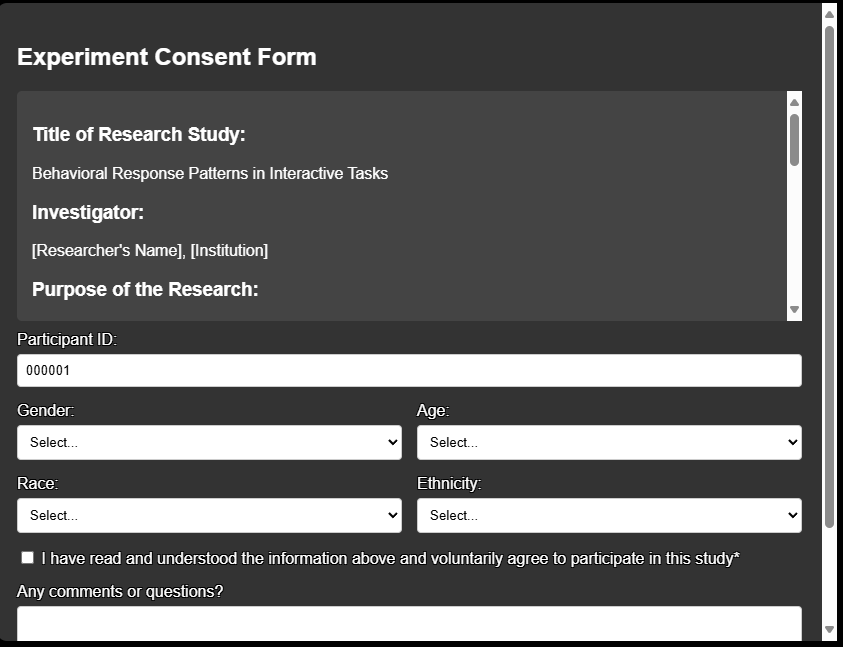 Experiment Consent Form
Title of Research Study:
Behavioral Response Patterns in Interactive Tasks
Investigator:
[Researcher's Name], [Institution]
Purpose of the Research:
Participant ID:
000001
Gender: Age:
Select... Select...
Race: Ethnicity:
Select... Select...
I have read and understood the information above and voluntarily agree to participate in this study*
Any comments or questions?